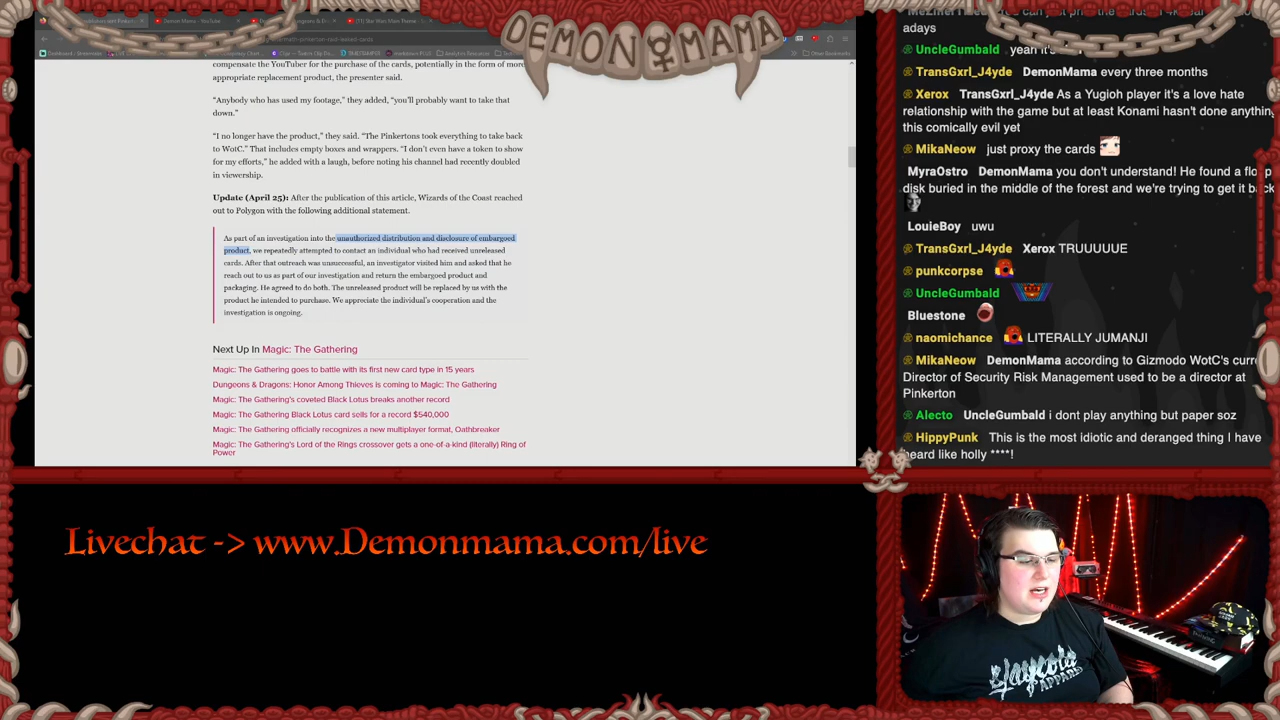 DEMON MAMA
Demon Mama - YouTube
compensate the YouTuber for the purchase of the cards, potentially in the form of more
appropriate replacement product, the presenter said.
“Anybody who has used my footage,” they added, “you’ll probably want to take that
down.”
“I no longer have the product,” they said. “The Pinkertons took everything to take back
to WotC.” That includes empty boxes and wrappers. “I don’t even have a token to show
for my efforts,” he added with a laugh, before noting his channel had recently doubled
in viewership.
Update (April 25): After the publication of this article, Wizards of the Coast reached
out to Polygon with the following additional statement.
As part of an investigation into the unauthorized distribution and disclosure of embargoed
product, we repeatedly attempted to contact an individual who had received unreleased
cards. After that outreach was unsuccessful, an investigator visited him and asked that he
reach out to us as part of our investigation and return the embargoed product and
packaging. He agreed to do both. The unreleased product will be replaced by us with the
product he intended to purchase. We appreciate the individual’s cooperation and the
investigation is ongoing.
Next Up In Magic: The Gathering
Magic: The Gathering goes to battle with its first new card type in 15 years
Dungeons & Dragons: Honor Among Thieves is coming to Magic: The Gathering
Magic: The Gathering’s coveted Black Lotus breaks another record
Magic: The Gathering Black Lotus card sells for a record $540,000
Magic: The Gathering officially recognizes a new multiplayer format, Oathbreaker
Magic: The Gathering’s Lord of the Rings crossover gets a one-of-a-kind (literally) Ring of
Power
adays
UncleGumbald yeah it's
TransGxrl_J4yde DemonMama every three months
Xerox TransGxrl_J4yde As a Yugioh player it's a love hate
relationship with the game but at least Konami hasn't done anything
this comically evil yet
MikaNeow just proxy the cards
MyraOstro DemonMama you don't understand! He found a flop
disk buried in the middle of the forest and we're trying to get it back
LouieBoy uwu
TransGxrl_J4yde Xerox TRUUUUE
punkcorpse
UncleGumbald
Bluestone
naomichance LITERALLY JUMANJI
MikaNeow DemonMama according to Gizmodo WotC's curre
Director of Security Risk Management used to be a director at
Pinkerton
Alecto UncleGumbald i dont play anything but paper soz
HippyPunk This is the most idiotic and deranged thing I have
heard like holly ****!
Livechat -> www.Demonmama.com/live
APPAREL